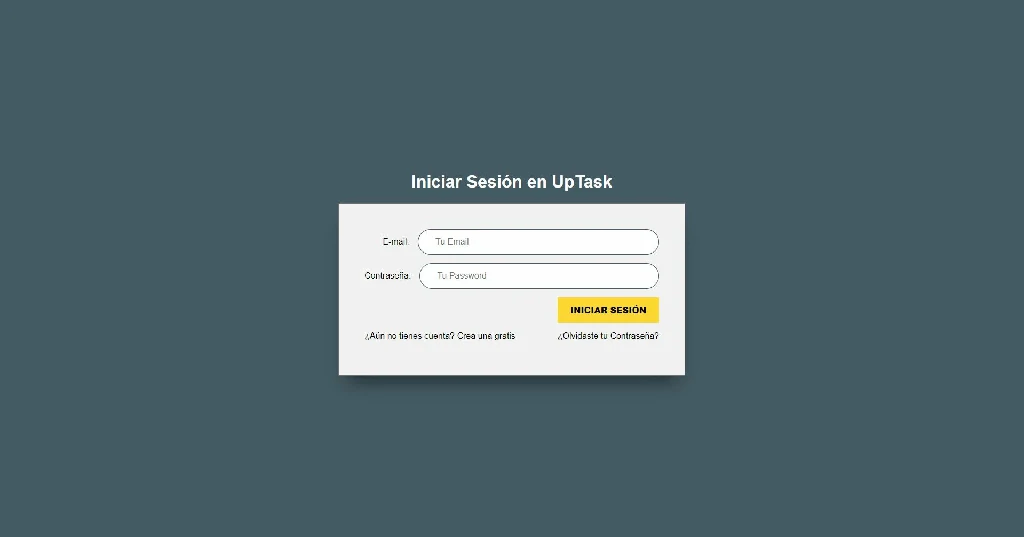 Iniciar Sesión en UpTask
E-mail: Tu Email
Contraseña: Tu Password
INICIAR SESIÓN
¿Aún no tienes cuenta? Crea una gratis ¿Olvidaste tu Contraseña?